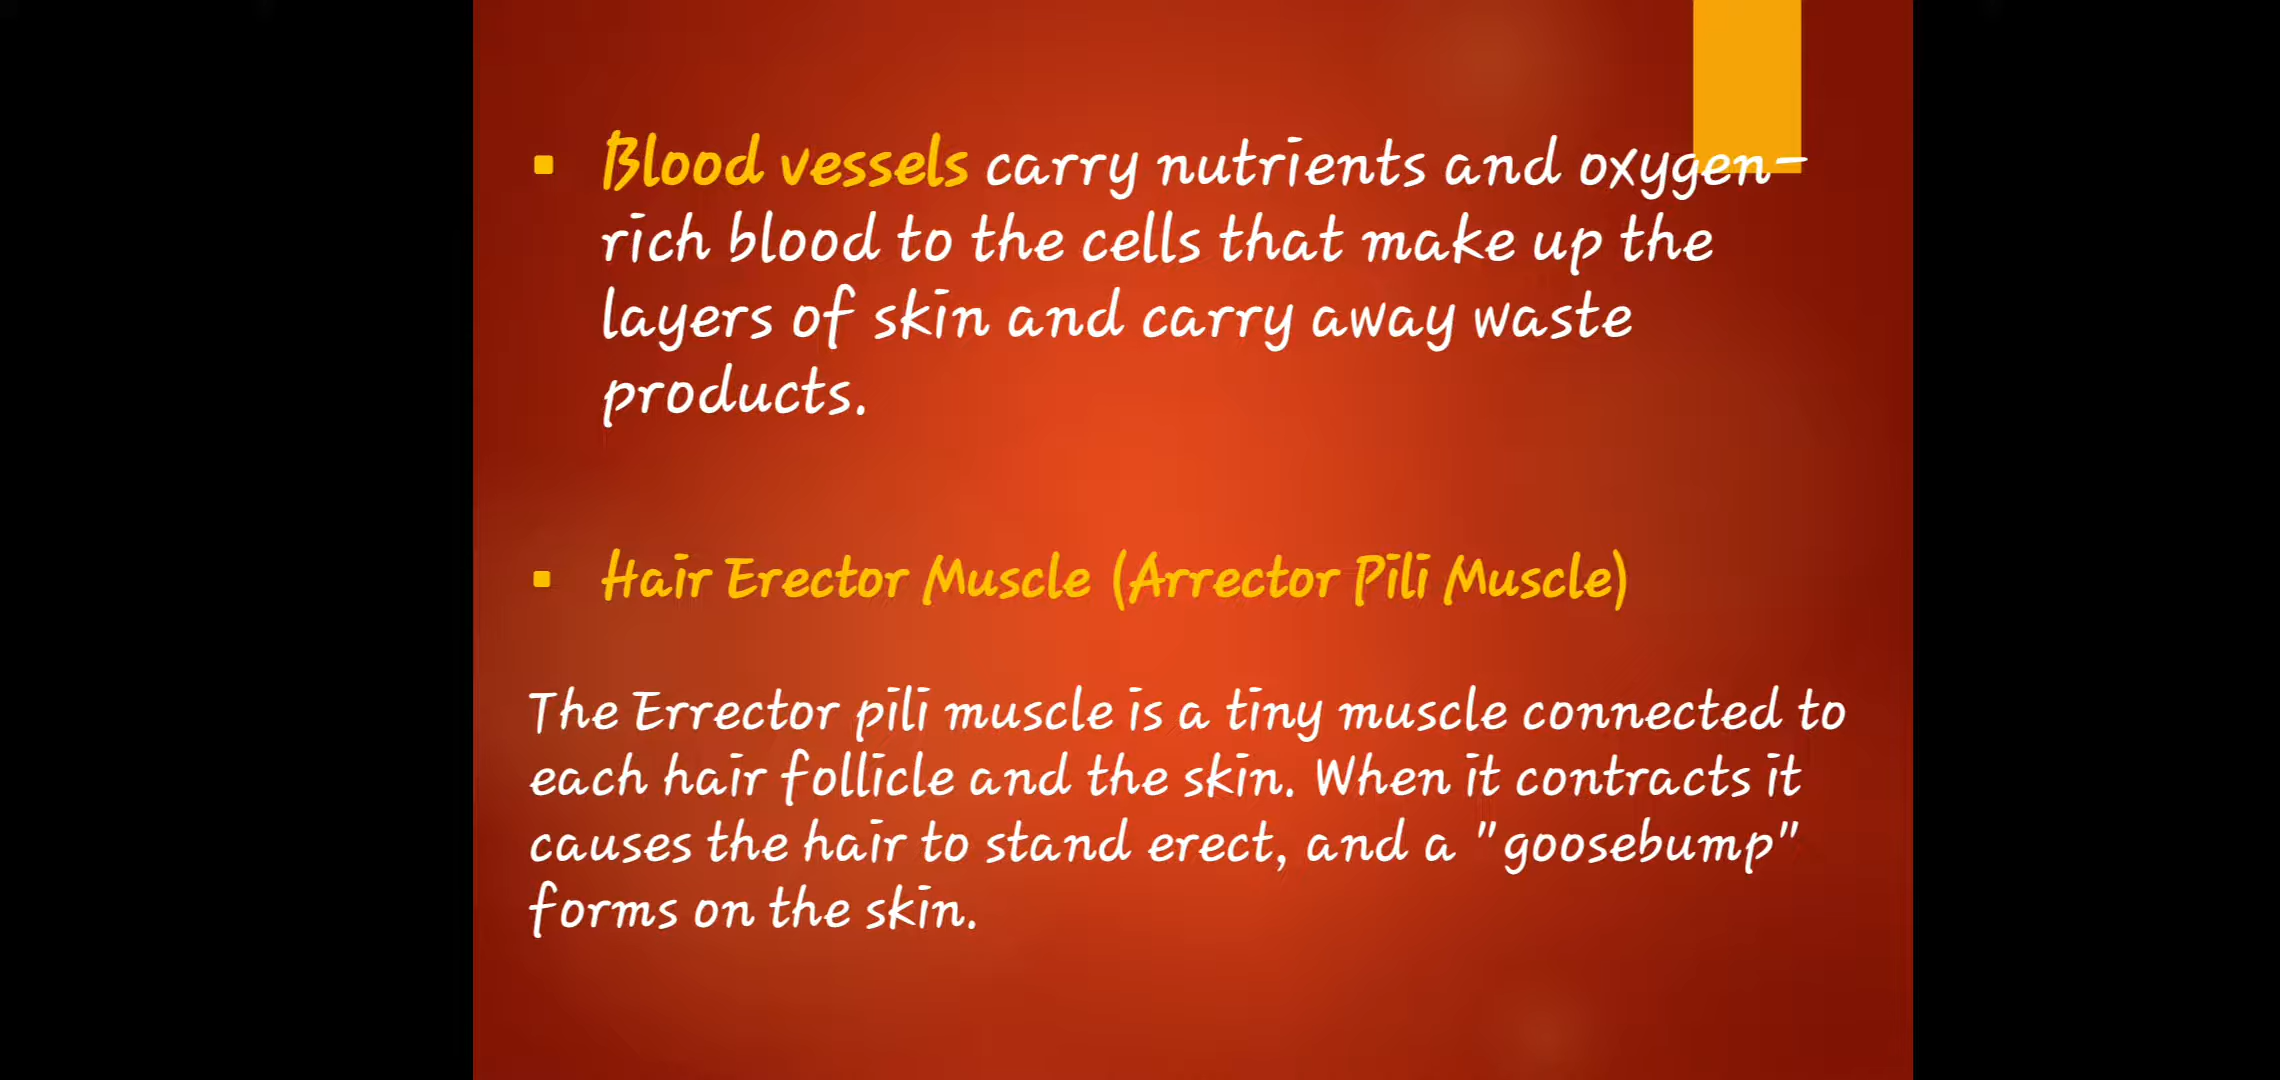 ▪ Blood vessels carry nutrients and oxygen-
rich blood to the cells that make up the
layers of skin and carry away waste
products.
▪ Hair Erector Muscle (Arrector Pili Muscle)
The Errector pili muscle is a tiny muscle connected to
each hair follicle and the skin. When it contracts it
causes the hair to stand erect, and a "goosebump"
forms on the skin.